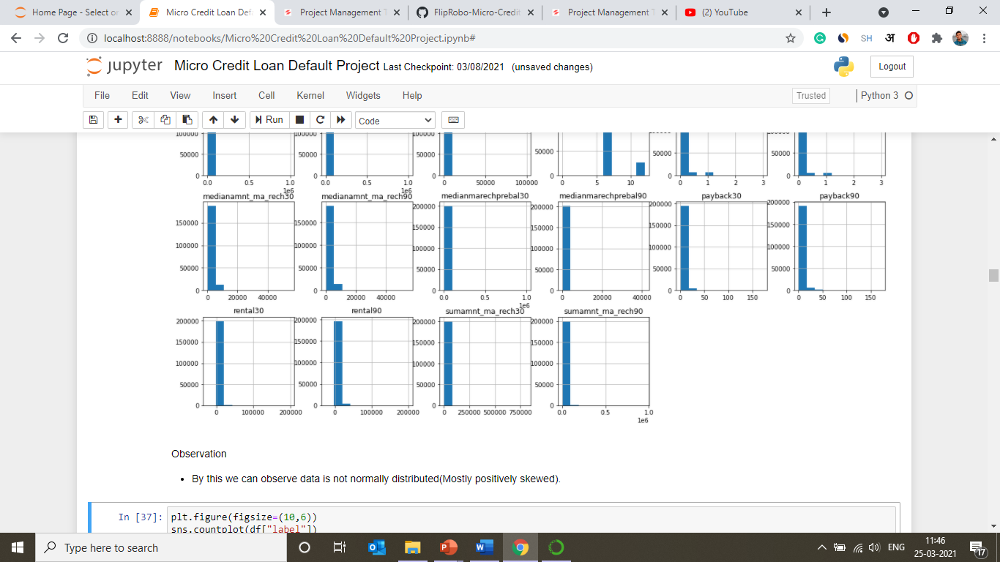 Home Page - Select or
Micro Credit Loan Defa
Project Management T
FlipRobo-Micro-Credit
Project Management T
(2) YouTube
localhost:8888/notebooks/Micro%20Credit%20Loan%20Default%20Project.ipynb#
SH अ
jupyter Micro Credit Loan Default Project Last Checkpoint: 03/08/2021 (unsaved changes) Logout
File Edit View Insert Cell Kernel Widgets Help Trusted Python 3
Run Code
100000 100000 100000 100000 100000
50000 50000 50000 50000 50000 50000
0 0 0 0 0 0
0.0 0.5 1.0 0.0 0.5 1.0 0 50000 100000 0 5 10 0 1 2 3 0 1 2 3
1e6 1e6
medianamnt_ma_rech30 medianamnt_ma_rech90 medianmarechprebal30 medianmarechprebal90 payback30 payback90
200000 200000 200000 200000
150000 150000 150000 150000 150000 150000
100000 100000 100000 100000 100000 100000
50000 50000 50000 50000 50000 50000
0 0 0 0 0 0
0 20000 40000 0 20000 40000 0.0 0.5 1.0 0 20000 40000 0 50 100 150 0 50 100 150
1e6
rental30 rental90 sumamnt_ma_rech30 sumamnt_ma_rech90
200000 200000 200000 200000
150000 150000 150000 150000
100000 100000 100000 100000
50000 50000 50000 50000
0 0 0 0
0 100000 200000 0 100000 200000 0 250000 500000 750000 0.0 0.5 1.0
1e6
Observation
• By this we can observe data is not normally distributed(Mostly positively skewed).
In [37]: plt.figure(figsize=(10,6))
sns.countplot(df["label"])
Type here to search
ENG
11:46
25-03-2021
17